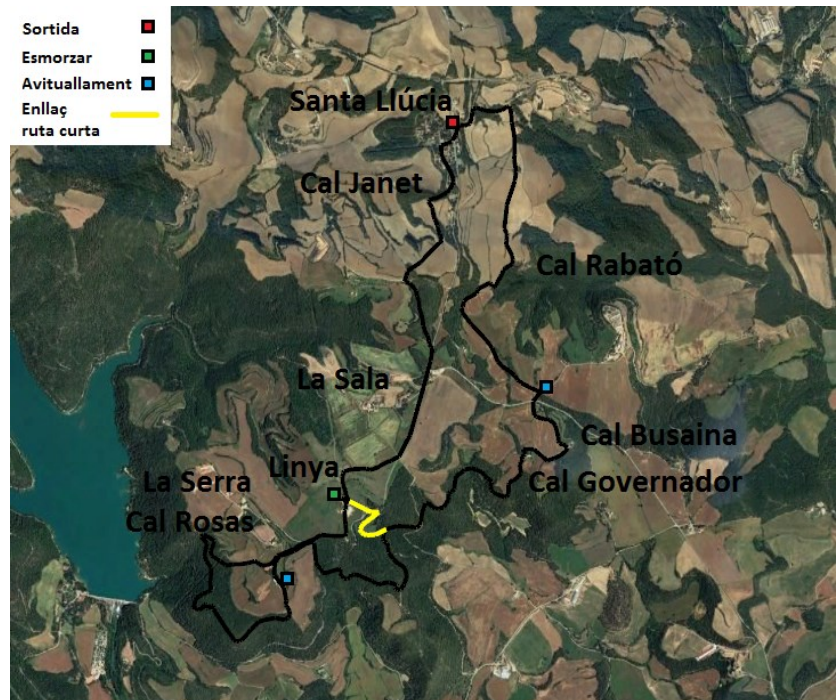 Sortida
Esmorzar
Avituallament
Enllaç
ruta curta
Santa Llúcia
Cal Janet
Cal Rabató
La Sala
Cal Busaina
Linya
La Serra
Cal Governador
Cal Rosas